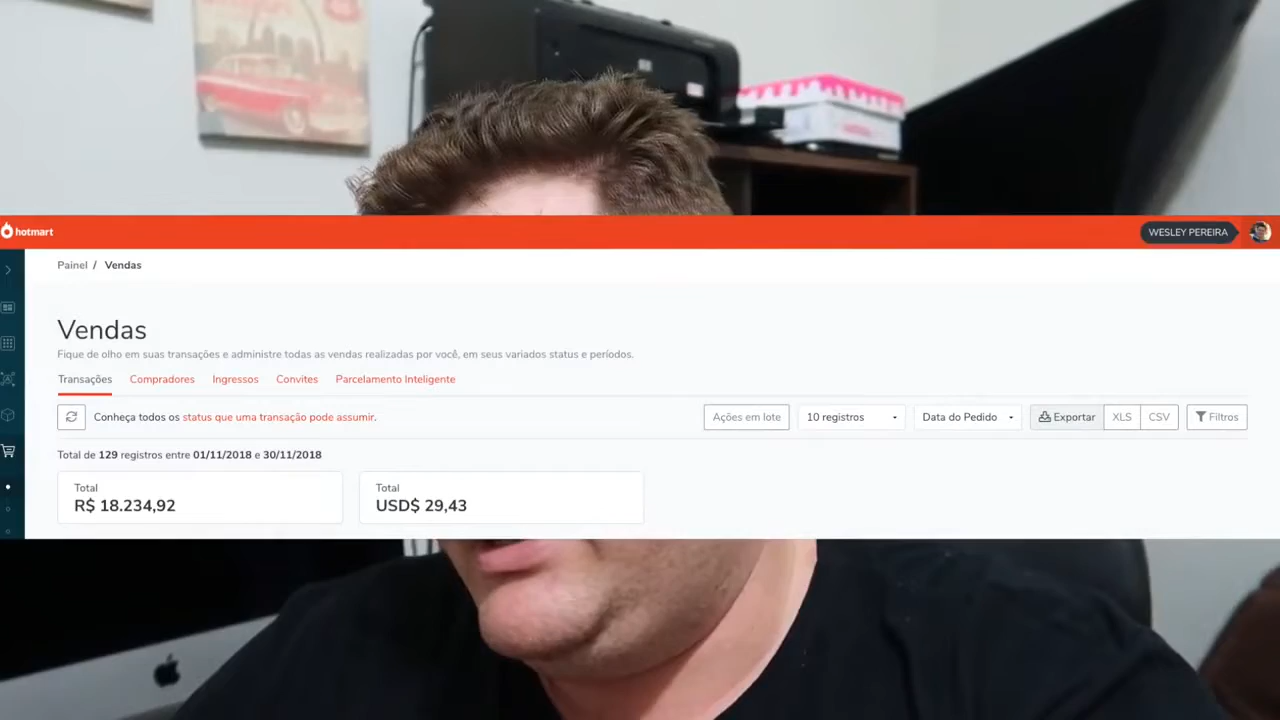 hotmart
WESLEY PEREIRA
Painel / Vendas
Vendas
Fique de olho em suas transações e administre todas as vendas realizadas por você, em seus variados status e períodos.
Transações Compradores Ingressos Convites Parcelamento Inteligente
Conheça todos os status que uma transação pode assumir. Ações em lote 10 registros Data do Pedido Exportar XLS CSV Filtros
Total de 129 registros entre 01/11/2018 e 30/11/2018
Total
R$ 18.234,92
Total
USD$ 29,43